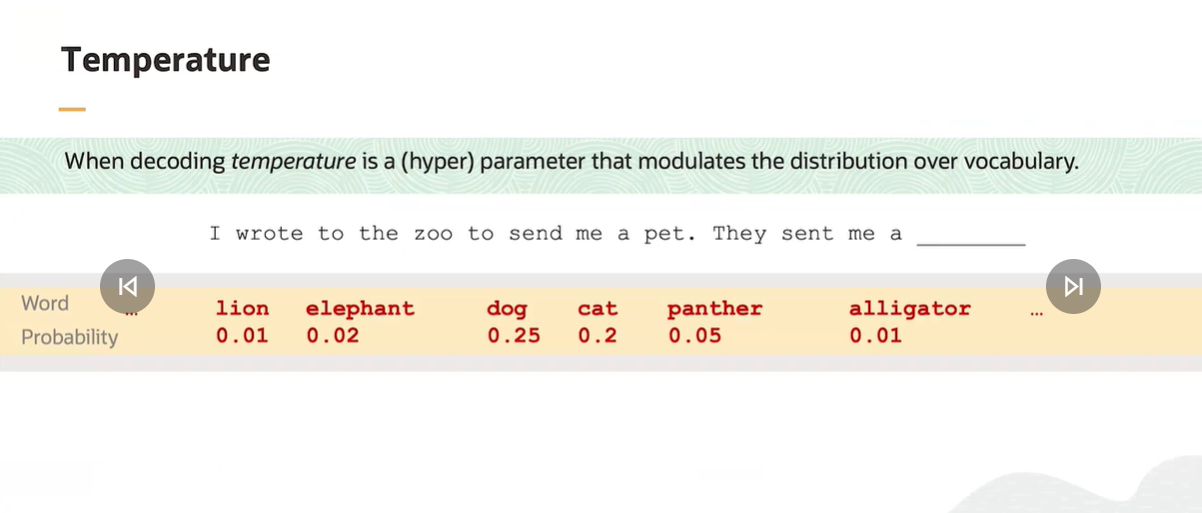 Temperature
When decoding temperature is a (hyper) parameter that modulates the distribution over vocabulary.
I wrote to the zoo to send me a pet. They sent me a ________
Word ... lion elephant dog cat panther alligator ...
Probability 0.01 0.02 0.25 0.2 0.05 0.01